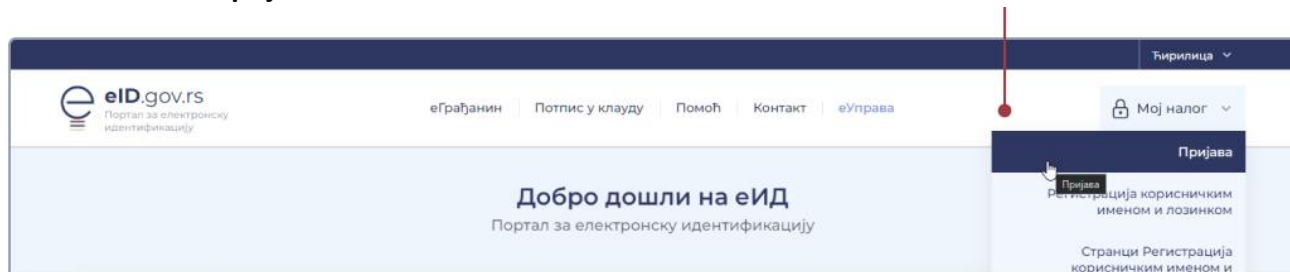 Ћирилица
eID.gov.rs
Портал за електронску
идентификацију
еГрађанин Потпис у клауду Помоћ Контакт еУправа
Мој налог
Пријава
Пријава
Регистрација корисничким
именом и лозинком
Добро дошли на еИД
Портал за електронску идентификацију
Странци Регистрација
корисничким именом и